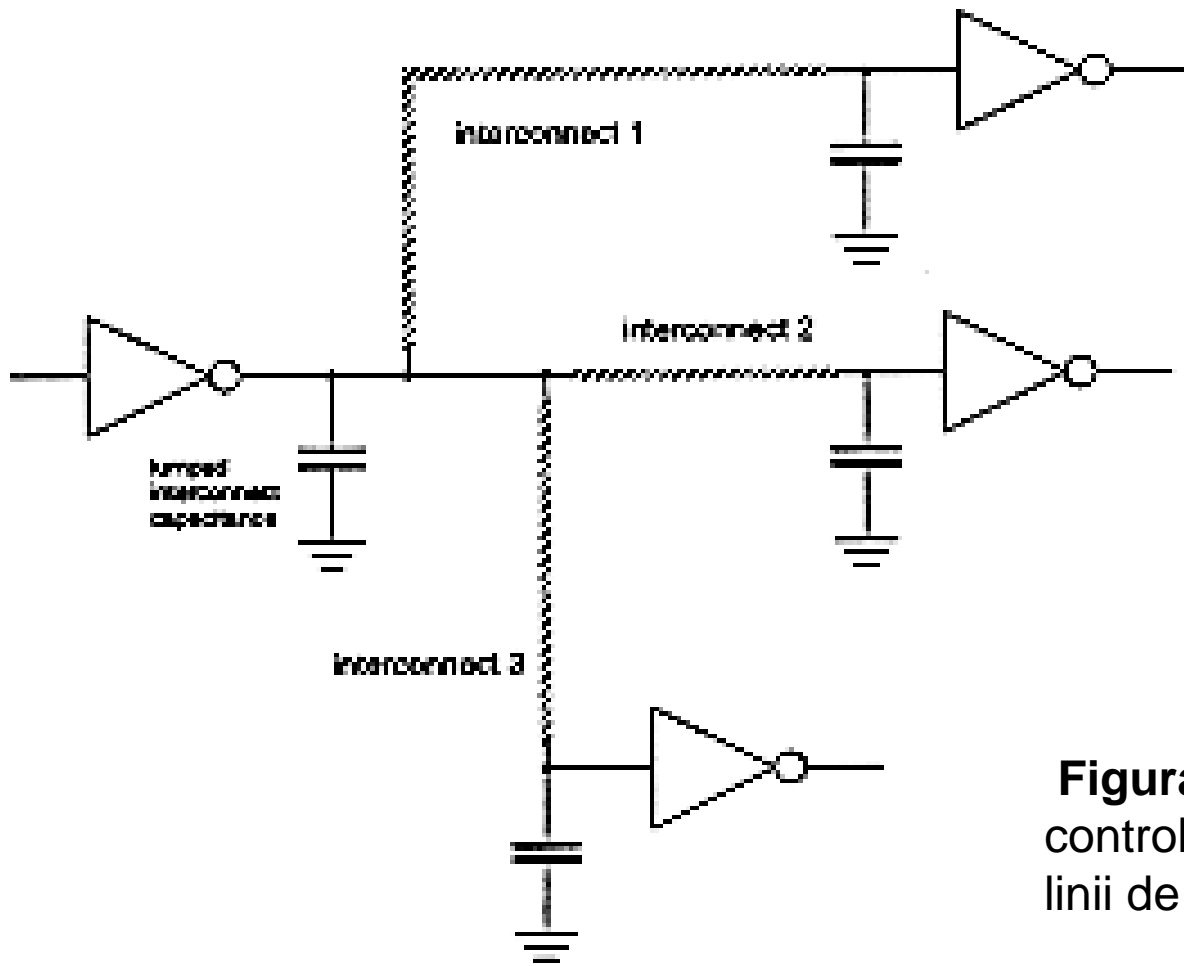 interconnect 1
interconnect 2
lumped
interconnect
capacitance
interconnect 3
Figura
control
linii de